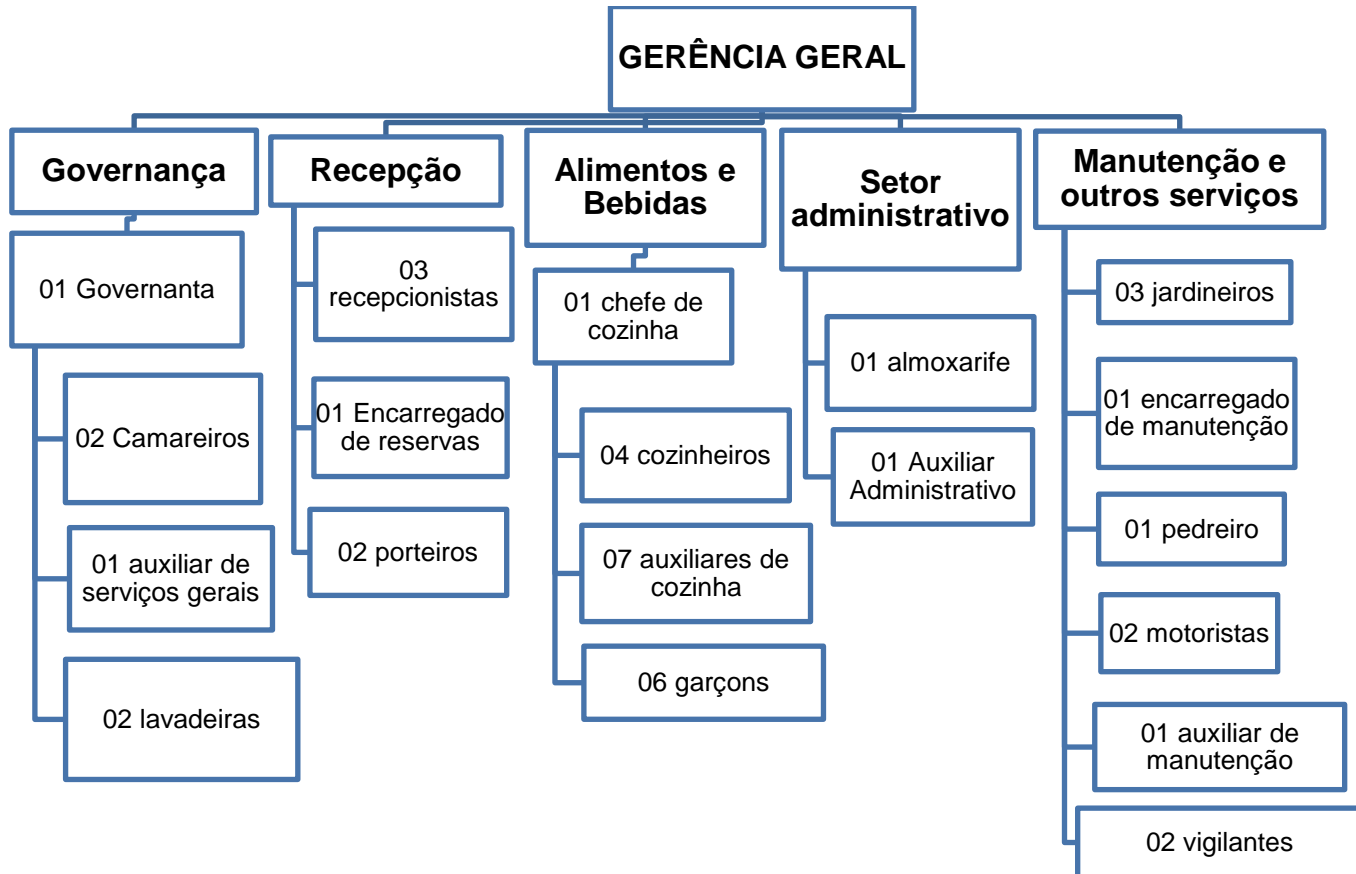 GERÊNCIA GERAL
Governança
01 Governanta
02 Camareiros
01 auxiliar de
serviços gerais
02 lavadeiras
Recepção
03
recepcionistas
01 Encarregado
de reservas
02 porteiros
Alimentos e
Bebidas
01 chefe de
cozinha
04 cozinheiros
07 auxiliares de
cozinha
06 garçons
Setor
administrativo
01 almoxarife
01 Auxiliar
Administrativo
Manutenção e
outros serviços
03 jardineiros
01 encarregado
de manutenção
01 pedreiro
02 motoristas
01 auxiliar de
manutenção
02 vigilantes